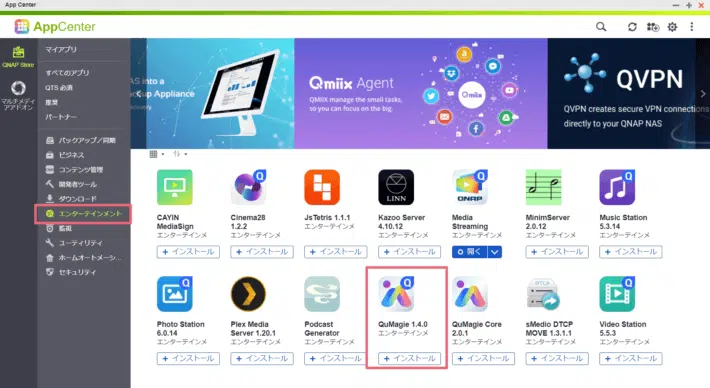 App Center
AppCenter
QNAP Store
マルチメディ
アアドオン
マイアプリ
すべてのアプリ
QTS 必須
推奨
パートナー
バックアップ／同期
ビジネス
コンテンツ管理
開発者ツール
ダウンロード
エンターテインメント
監視
ユーティリティ
ホームオートメーシ...
セキュリティ
AS into a
ckup Appliance
Qmiix Agent
QMIIX manage the small tasks,
so you can focus on the big.
Qmiix
QVPN
QVPN creates secure VPN connections
directly to your QNAP NAS
LINN
QNAP
CAYIN
MediaSign
エンターテインメ
+ インストール
Cinema28
1.2.2
エンターテインメ
+ インストール
JsTetris 1.1.1
エンターテインメ
+ インストール
Kazoo Server
4.10.12
エンターテインメ
+ インストール
Media
Streaming
エンターテインメ
開く
MinimServer
2.0.12
エンターテインメ
+ インストール
Music Station
5.3.14
エンターテインメ
+ インストール
DTCP
Photo Station
6.0.14
エンターテインメ
+ インストール
Plex Media
Server 1.20.1
エンターテインメ
+ インストール
Podcast
Generator
エンターテインメ
+ インストール
QuMagie 1.4.0
エンターテインメ
+ インストール
QuMagie Core
2.0.1
エンターテインメ
+ インストール
sMedio DTCP
MOVE 1.3.1.1
エンターテインメ
+ インストール
Video Station
5.5.3
エンターテインメ
+ インストール